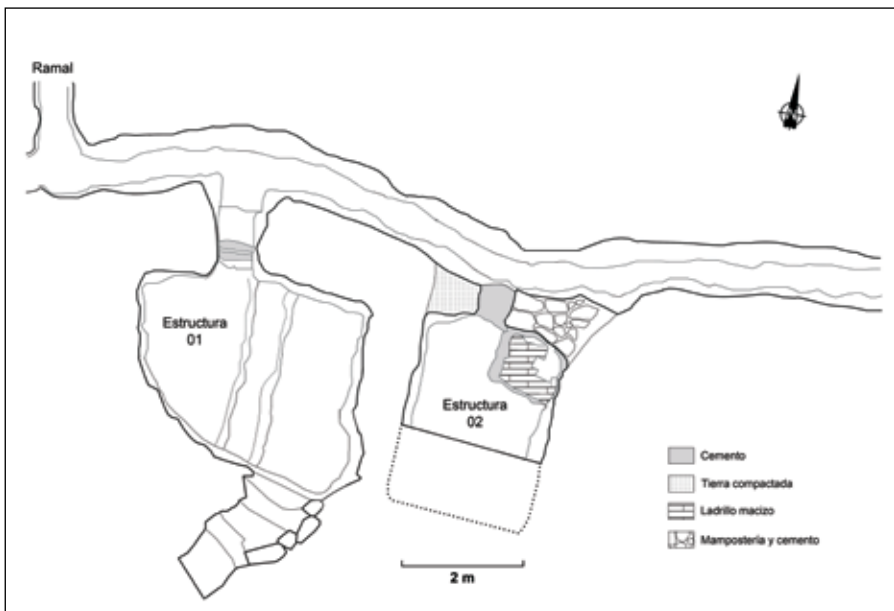 Ramal
Estructura
01
Estructura
02
Cemento
Tierra compactada
Ladrillo macizo
Mampostería y cemento
2 m